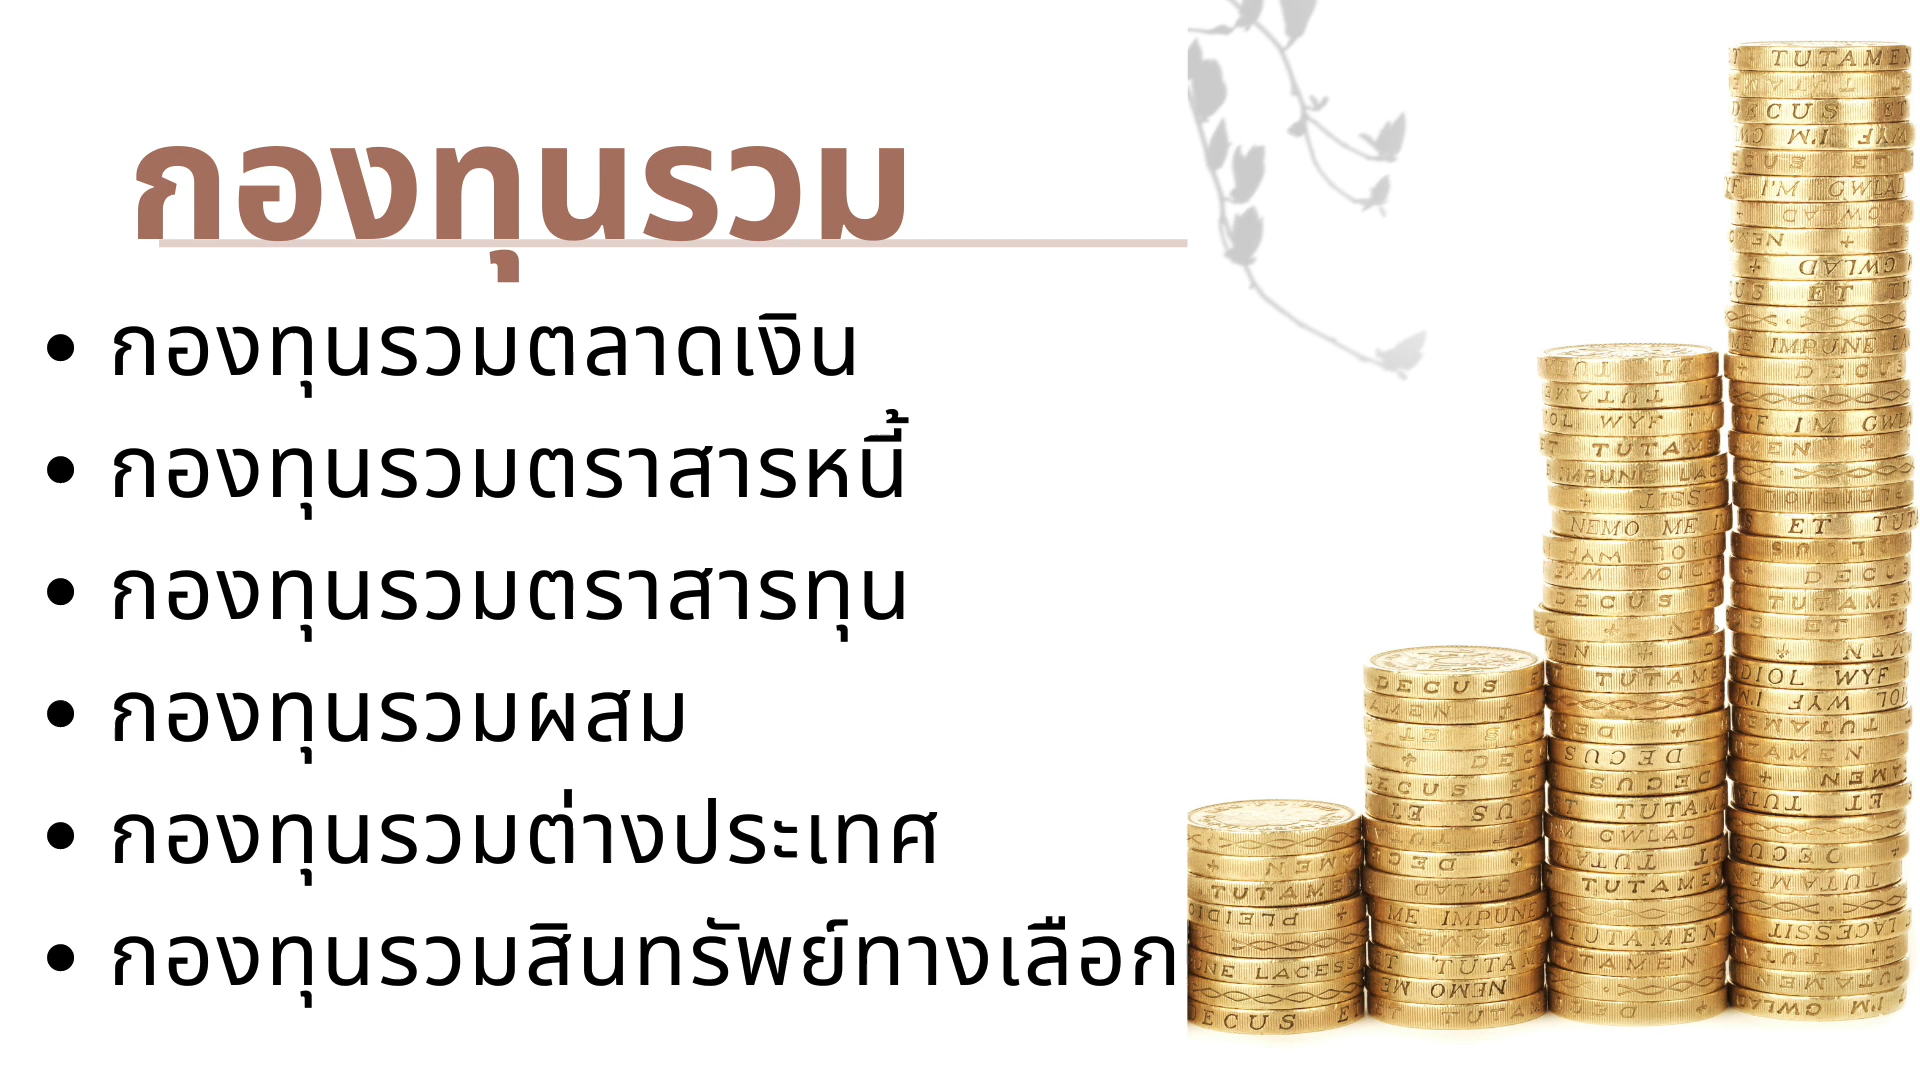 กองทุนรวม
กองทุนรวมตลาดเงิน
กองทุนรวมตราสารหนี้
กองทุนรวมตราสารทุน
กองทุนรวมผสม
กองทุนรวมต่างประเทศ
กองทุนรวมสินทรัพย์ทางเลือก